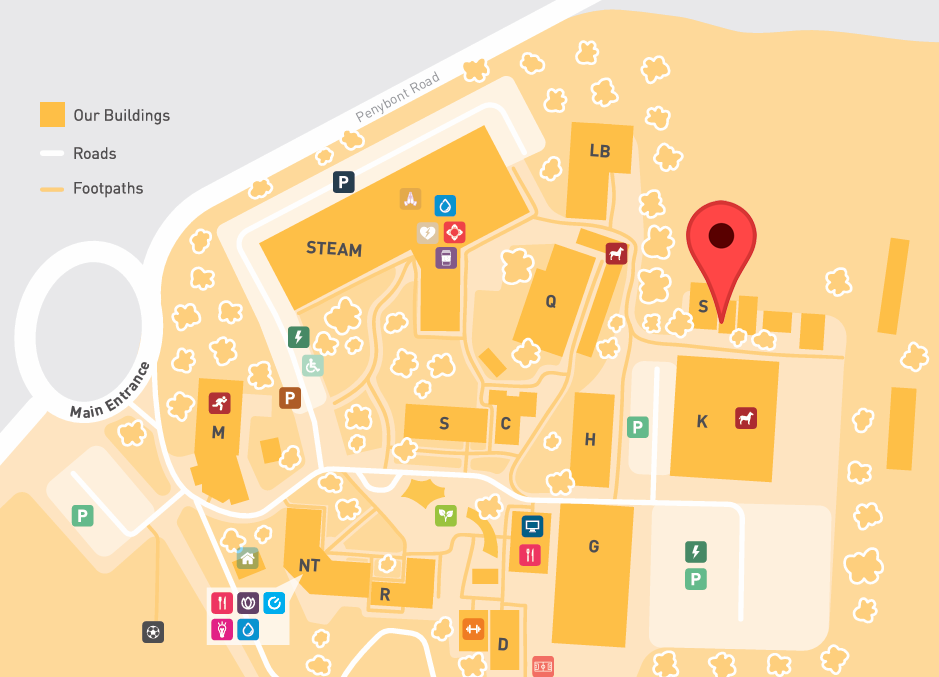 Penybont Road
Our Buildings
Roads
Footpaths
LB
P
STEAM
Q
S
Main Entrance
P
M
S
C
H
P
K
P
NT
R
G
P
D